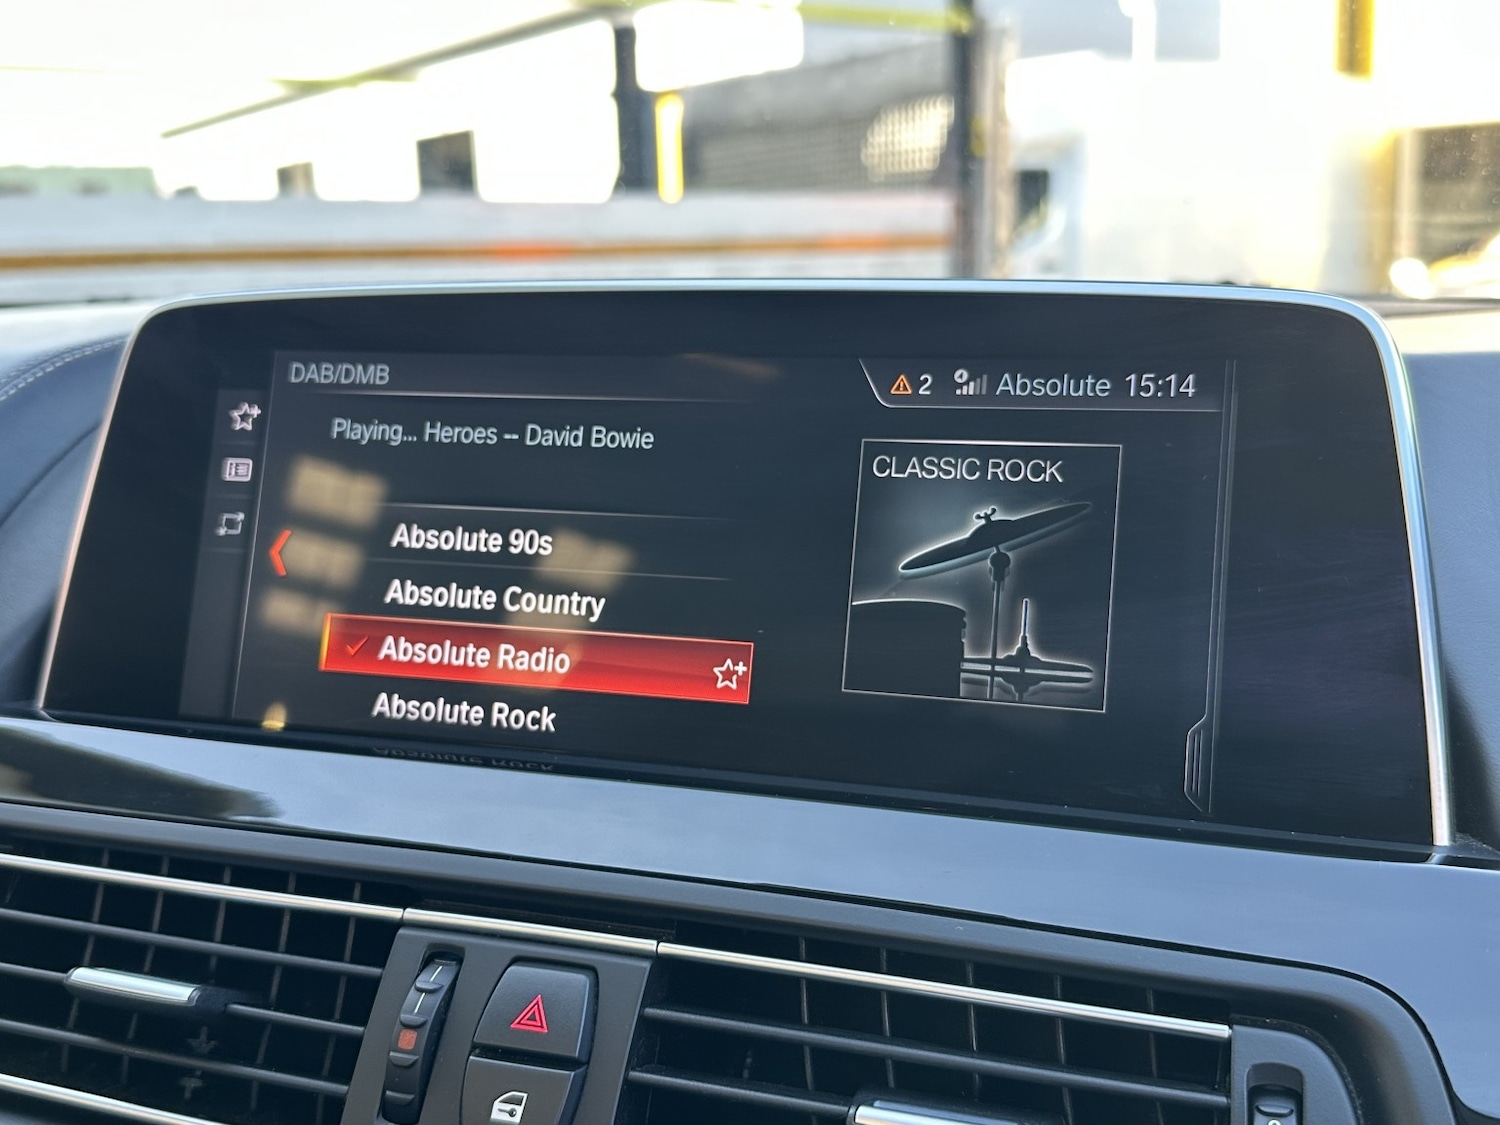 DAB/DMB
2 Absolute 15:14
Playing... Heroes -- David Bowie
CLASSIC ROCK
Absolute 90s
Absolute Country
Absolute Radio
Absolute Rock